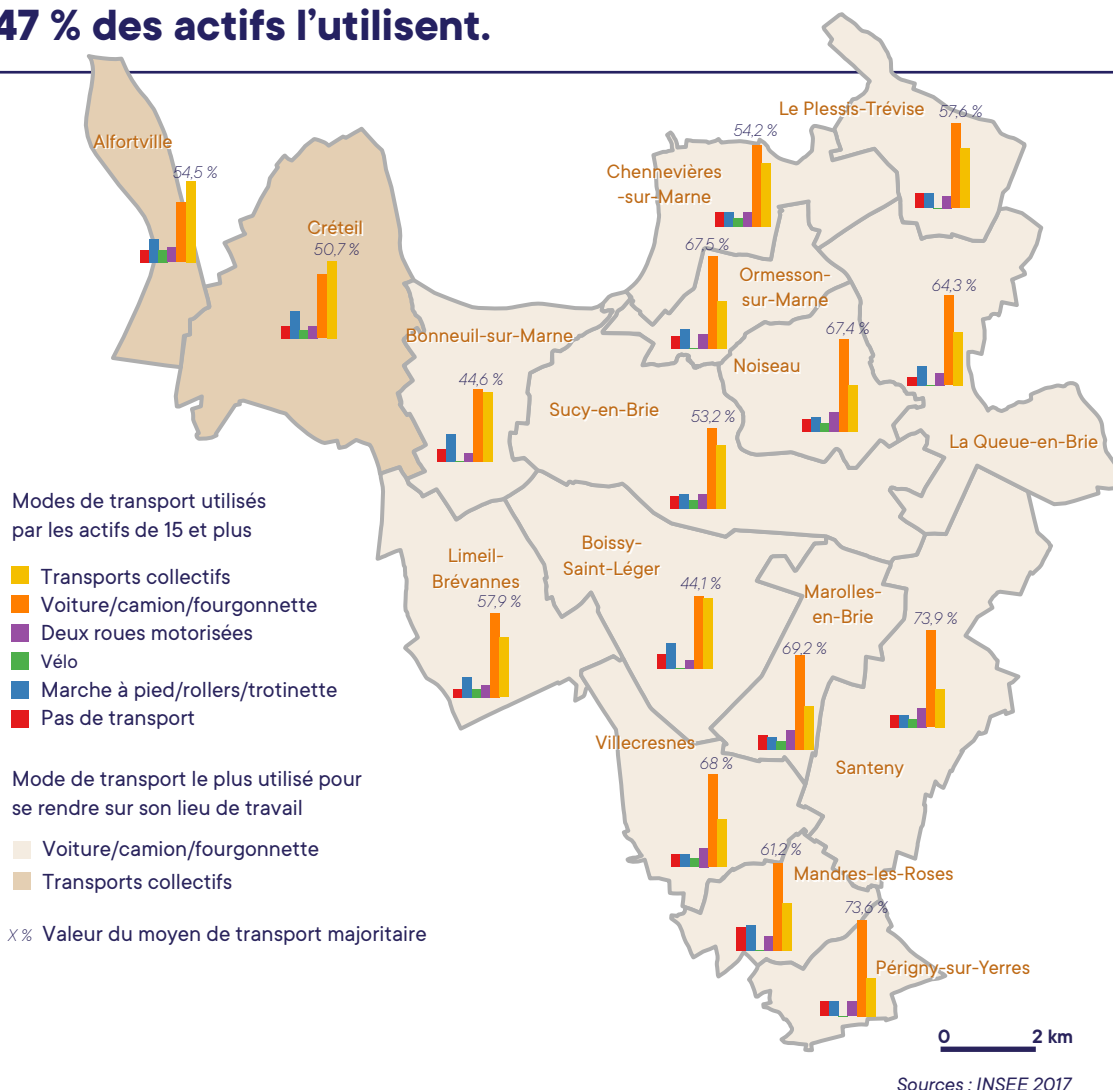 47 % des actifs l'utilisent.
Le Plessis-Trévise
57,6 %
54,2 %
Alfortville
54,5 %
Chennevières
-sur-Marne
Créteil
50,7 %
67,5 %
Ormesson-
sur-Marne
64,3 %
Bonneuil-sur-Marne
67,4 %
Noiseau
44,6 %
Sucy-en-Brie
53,2 %
La Queue-en-Brie
Modes de transport utilisés
par les actifs de 15 et plus
Transports collectifs
Voiture/camion/fourgonnette
Deux roues motorisées
Vélo
Marche à pied/rollers/trotinette
Pas de transport
Limeil-
Brévannes
57,9 %
Boissy-
Saint-Léger
44,1 %
Marolles-
en-Brie
69,2 %
73,9 %
Villecresnes
68 %
Santeny
Mode de transport le plus utilisé pour
se rendre sur son lieu de travail
Voiture/camion/fourgonnette
Transports collectifs
X % Valeur du moyen de transport majoritaire
61,2 %
Mandres-les-Roses
73,6 %
Périgny-sur-Yerres
0 2 km
Sources : INSEE 2017